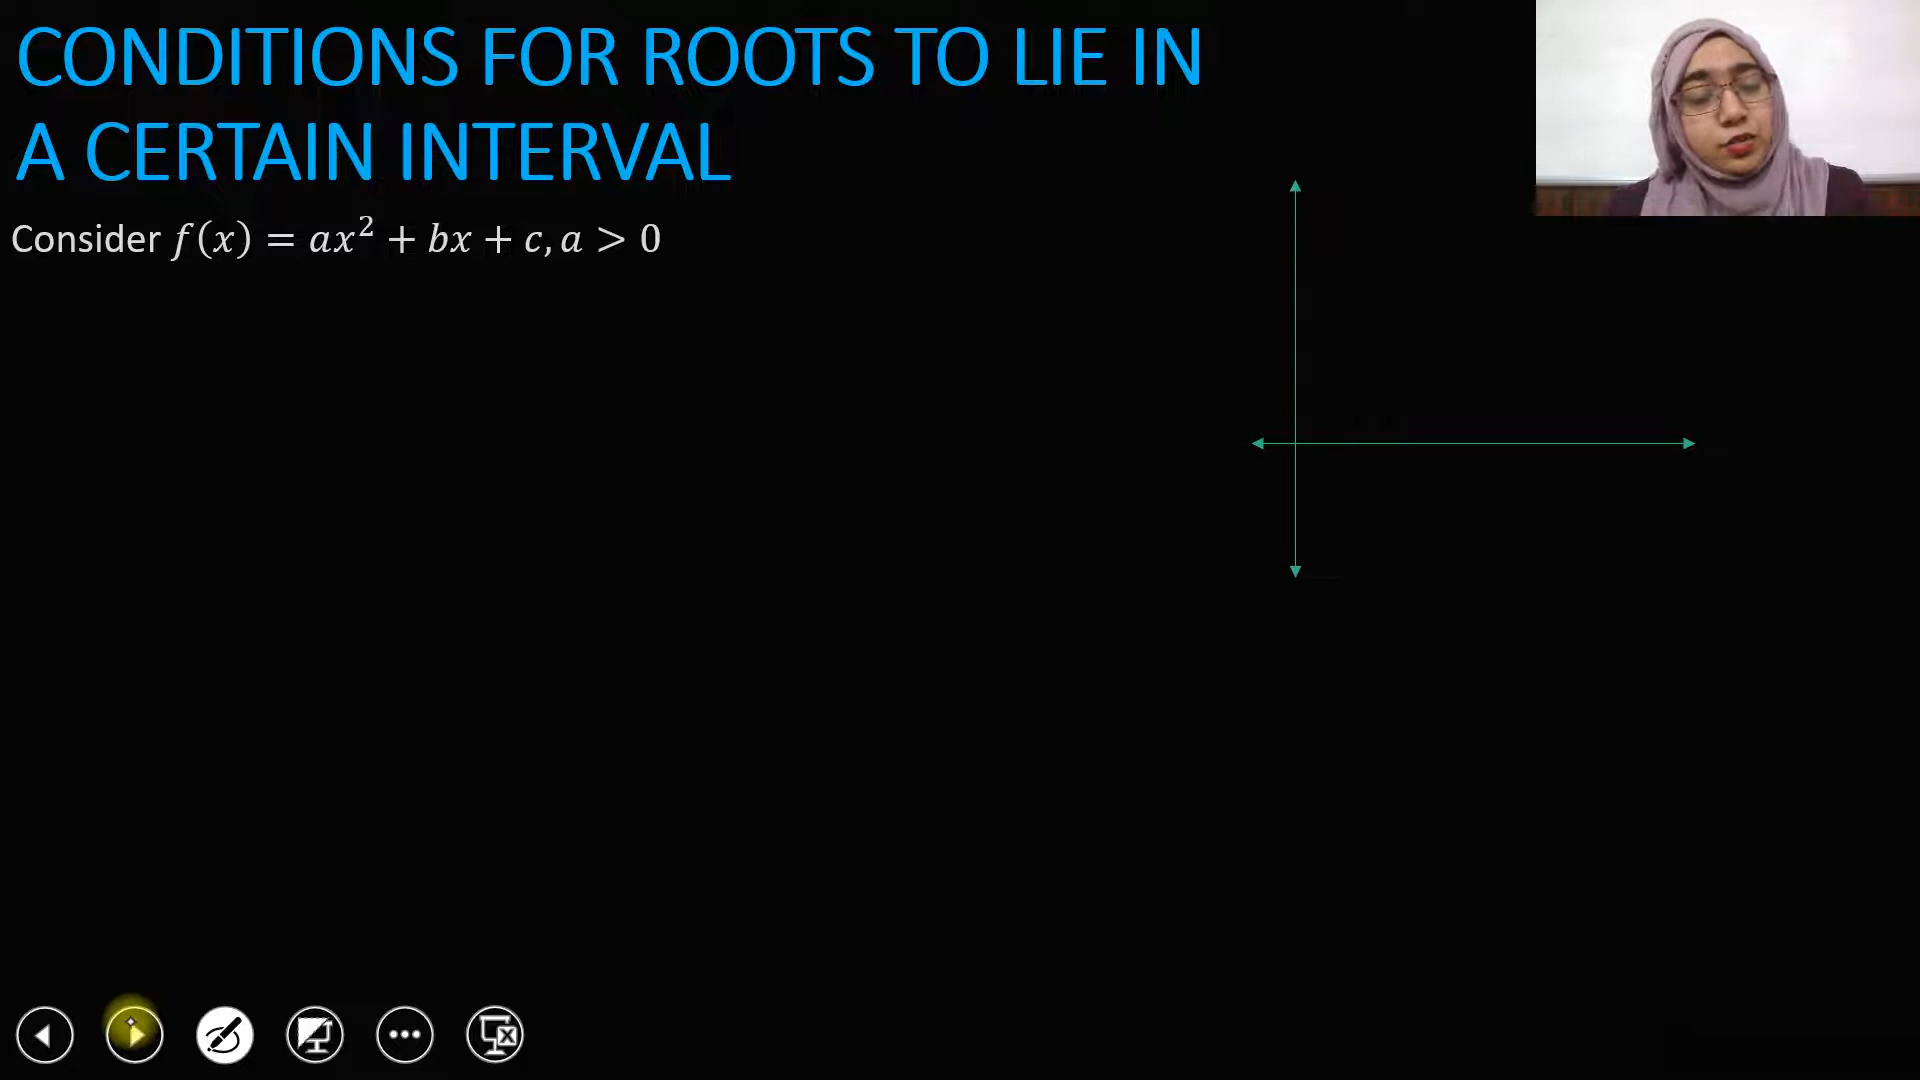 CONDITIONS FOR ROOTS TO LIE IN
A CERTAIN INTERVAL
Consider f(x) = ax² + bx + c, a > 0